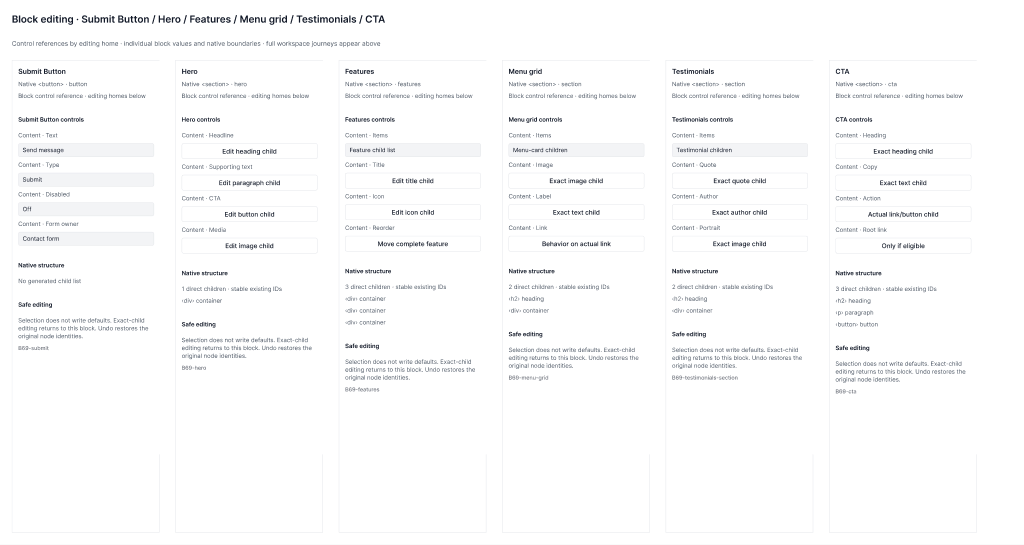 Block editing · Submit Button / Hero / Features / Menu grid / Testimonials / CTA
Control references by editing home · individual block values and native boundaries · full workspace journeys appear above
Submit Button
Native <button> · button
Block control reference · editing homes below
Submit Button controls
Content · Text
Send message
Content · Type
Submit
Content · Disabled
Off
Content · Form owner
Contact form
Native structure
No generated child list
Safe editing
Selection does not write defaults. Exact-child
editing returns to this block. Undo restores the
original node identities.
B69-submit
Hero
Native <section> · hero
Block control reference · editing homes below
Hero controls
Content · Headline
Edit heading child
Content · Supporting text
Edit paragraph child
Content · CTA
Edit button child
Content · Media
Edit image child
Native structure
1 direct children · stable existing IDs
‹div› container
Safe editing
Selection does not write defaults. Exact-child
editing returns to this block. Undo restores the
original node identities.
B69-hero
Features
Native <section> · features
Block control reference · editing homes below
Features controls
Content · Items
Feature child list
Content · Title
Edit title child
Content · Icon
Edit icon child
Content · Reorder
Move complete feature
Native structure
3 direct children · stable existing IDs
‹div› container
‹div› container
‹div› container
Safe editing
Selection does not write defaults. Exact-child
editing returns to this block. Undo restores the
original node identities.
B69-features
Menu grid
Native <section> · section
Block control reference · editing homes below
Menu grid controls
Content · Items
Menu-card children
Content · Image
Exact image child
Content · Label
Exact text child
Content · Link
Behavior on actual link
Native structure
2 direct children · stable existing IDs
‹h2› heading
‹div› container
Safe editing
Selection does not write defaults. Exact-child
editing returns to this block. Undo restores the
original node identities.
B69-menu-grid
Testimonials
Native <section> · section
Block control reference · editing homes below
Testimonials controls
Content · Items
Testimonial children
Content · Quote
Exact quote child
Content · Author
Exact author child
Content · Portrait
Exact image child
Native structure
2 direct children · stable existing IDs
‹h2› heading
‹div› container
Safe editing
Selection does not write defaults. Exact-child
editing returns to this block. Undo restores the
original node identities.
B69-testimonials-section
CTA
Native <section> · cta
Block control reference · editing homes below
CTA controls
Content · Heading
Exact heading child
Content · Copy
Exact text child
Content · Action
Actual link/button child
Content · Root link
Only if eligible
Native structure
3 direct children · stable existing IDs
‹h2› heading
‹p› paragraph
‹button› button
Safe editing
Selection does not write defaults. Exact-child
editing returns to this block. Undo restores the
original node identities.
B69-cta